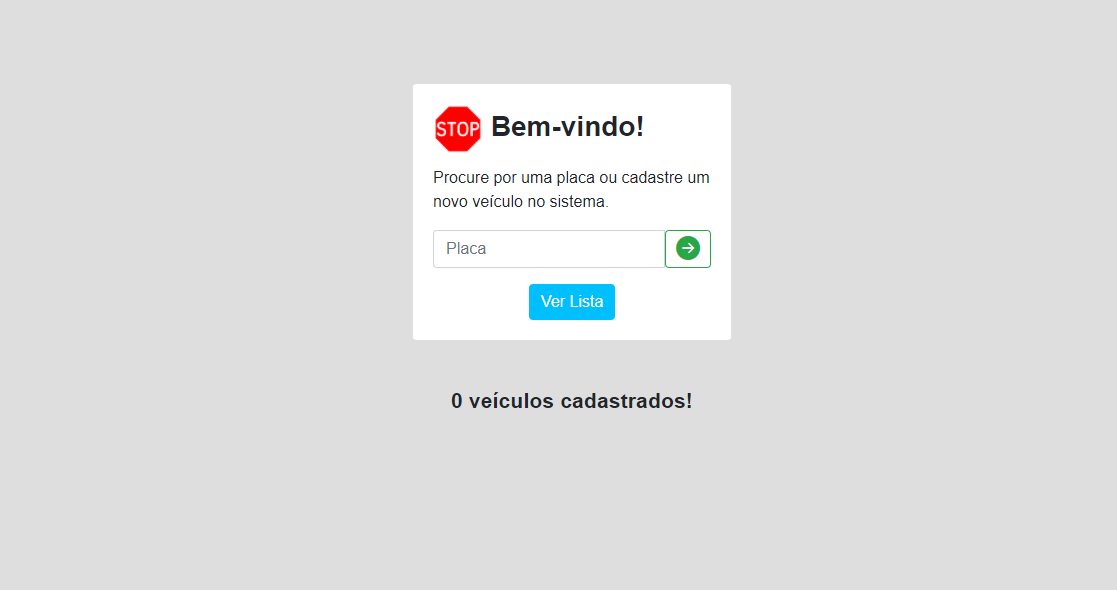 STOP Bem-vindo!
Procure por uma placa ou cadastre um
novo veículo no sistema.
Placa
Ver Lista
0 veículos cadastrados!